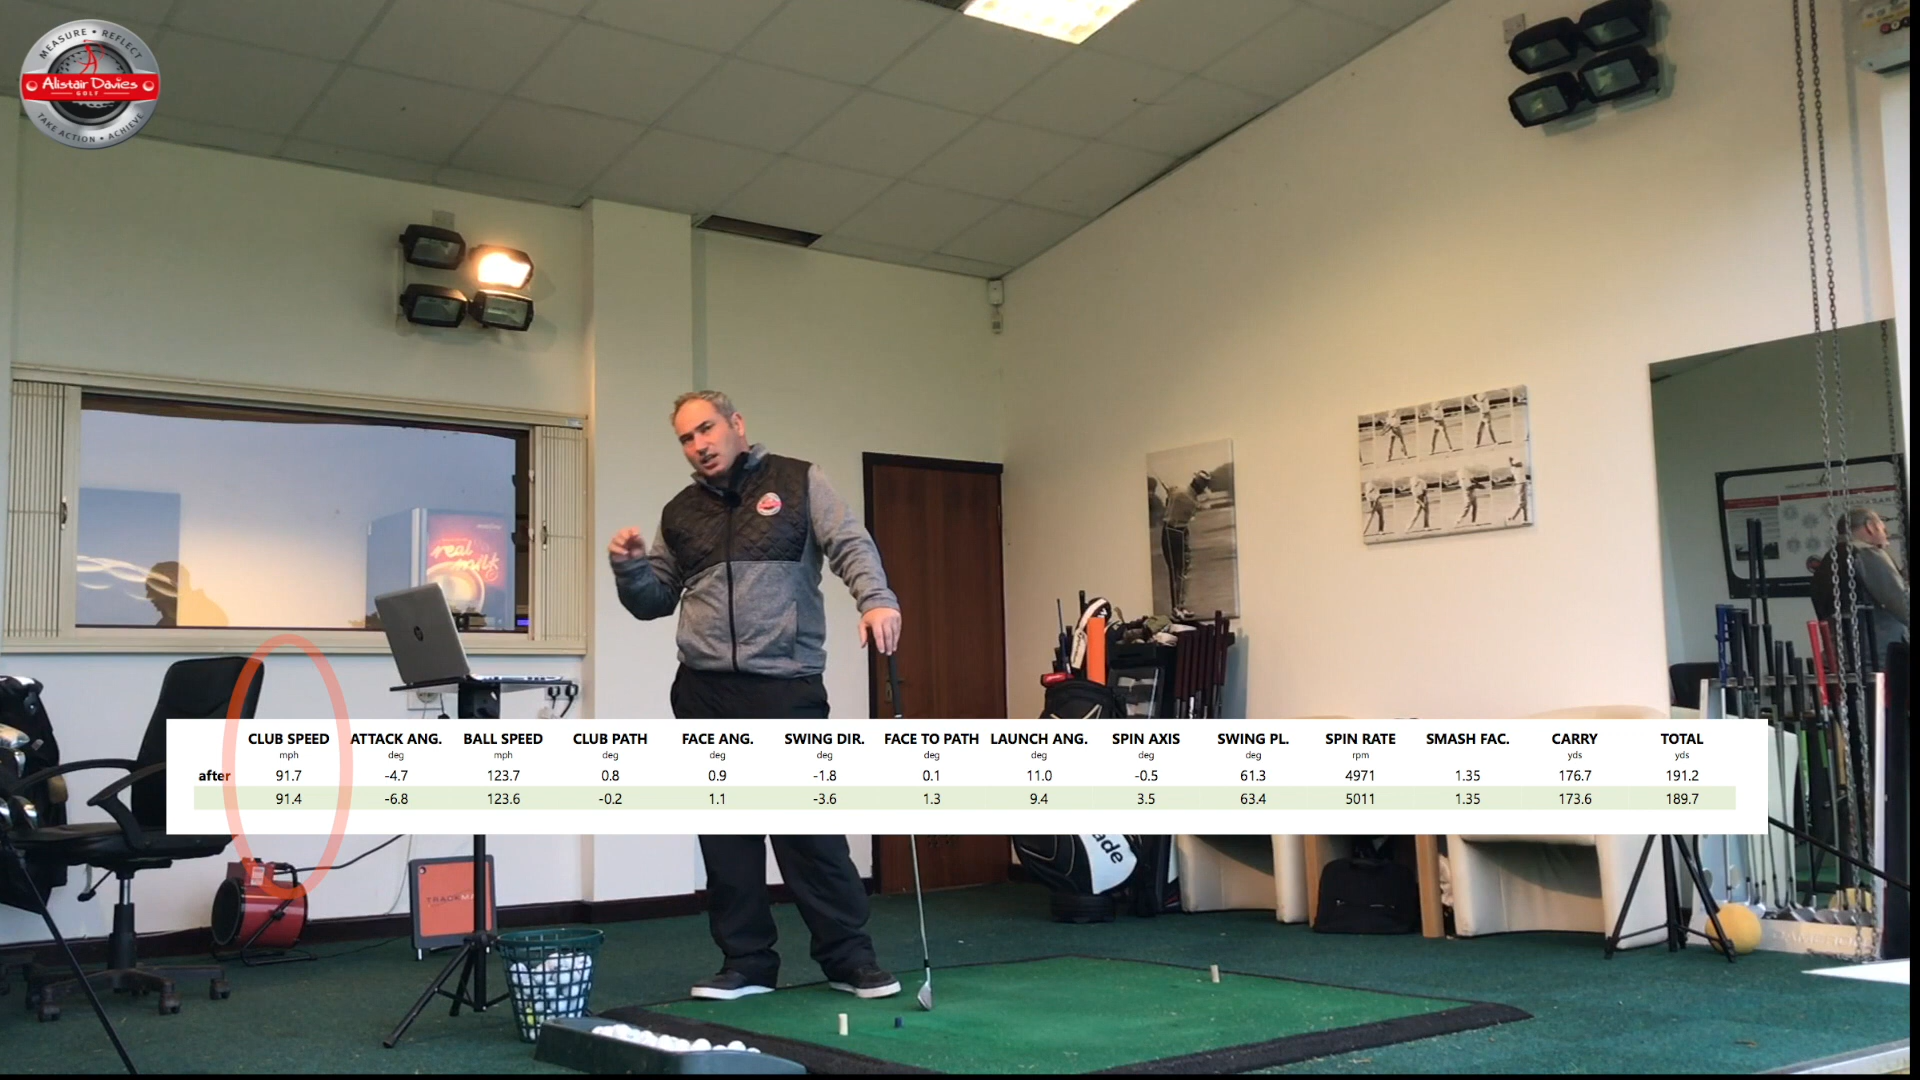 MEASURE • REFLECT
Alistair Davies
GOLF
TAKE ACTION • ACHIEVE
real
milk
CLUB SPEED ATTACK ANG. BALL SPEED CLUB PATH FACE ANG. SWING DIR. FACE TO PATH LAUNCH ANG. SPIN AXIS SWING PL. SPIN RATE SMASH FAC. CARRY TOTAL
mph deg mph deg deg deg deg deg deg deg rpm yds yds
after 91.7 -4.7 123.7 0.8 0.9 -1.8 0.1 11.0 -0.5 61.3 4971 1.35 176.7 191.2
91.4 -6.8 123.6 -0.2 1.1 -3.6 1.3 9.4 3.5 63.4 5011 1.35 173.6 189.7